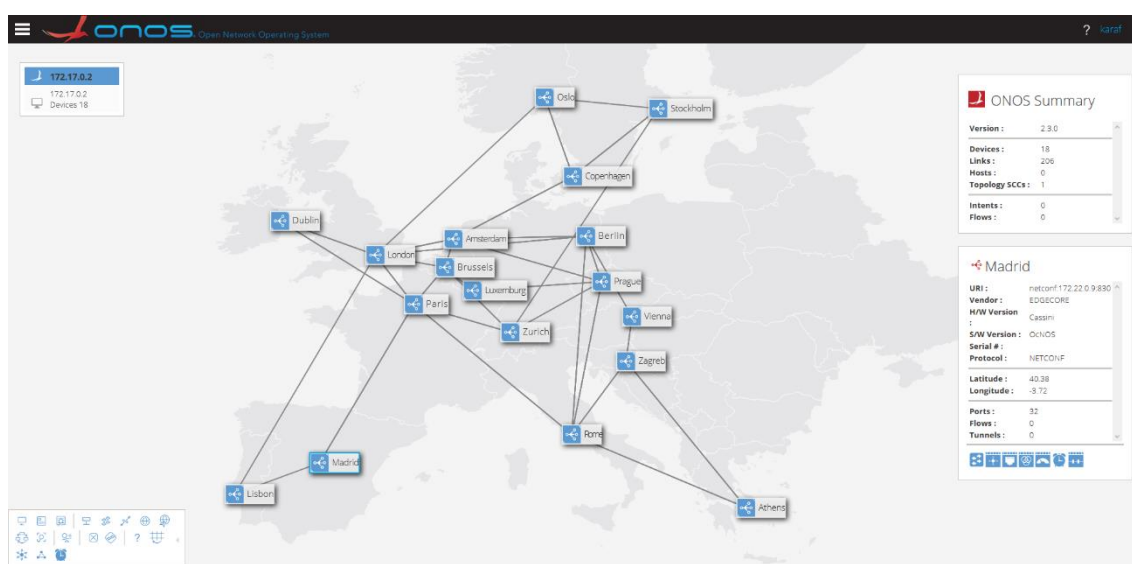 onos. Open Network Operating System
? karaf
172.17.0.2
172.17.0.2
Devices 18
Oslo
Stockholm
Copenhagen
Dublin
London
Amsterdam
Berlin
Brussels
Luxemburg
Prague
Paris
Zurich
Vienna
Zagreb
Rome
Madrid
Lisbon
Athens
ONOS Summary
Version : 2.3.0
Devices : 18
Links : 206
Hosts : 0
Topology SCCs : 1
Intents : 0
Flows : 0
Madrid
URI : netconf:172.22.0.9:830
Vendor : EDGECORE
H/W Version
: Cassini
S/W Version : OcNOS
Serial # :
Protocol : NETCONF
Latitude : 40.38
Longitude : -3.72
Ports : 32
Flows : 0
Tunnels : 0
?